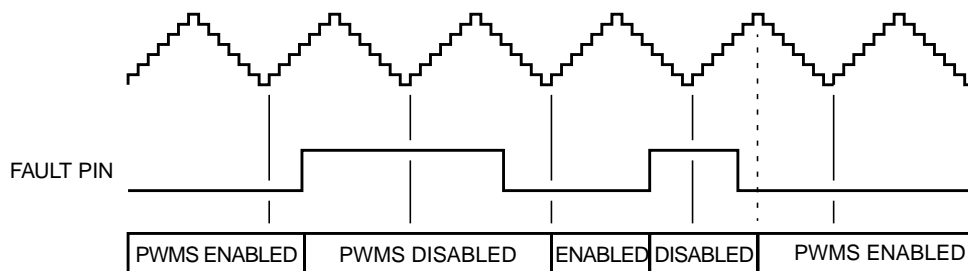 FAULT PIN
PWMS ENABLED
PWMS DISABLED
ENABLED
DISABLED
PWMS ENABLED